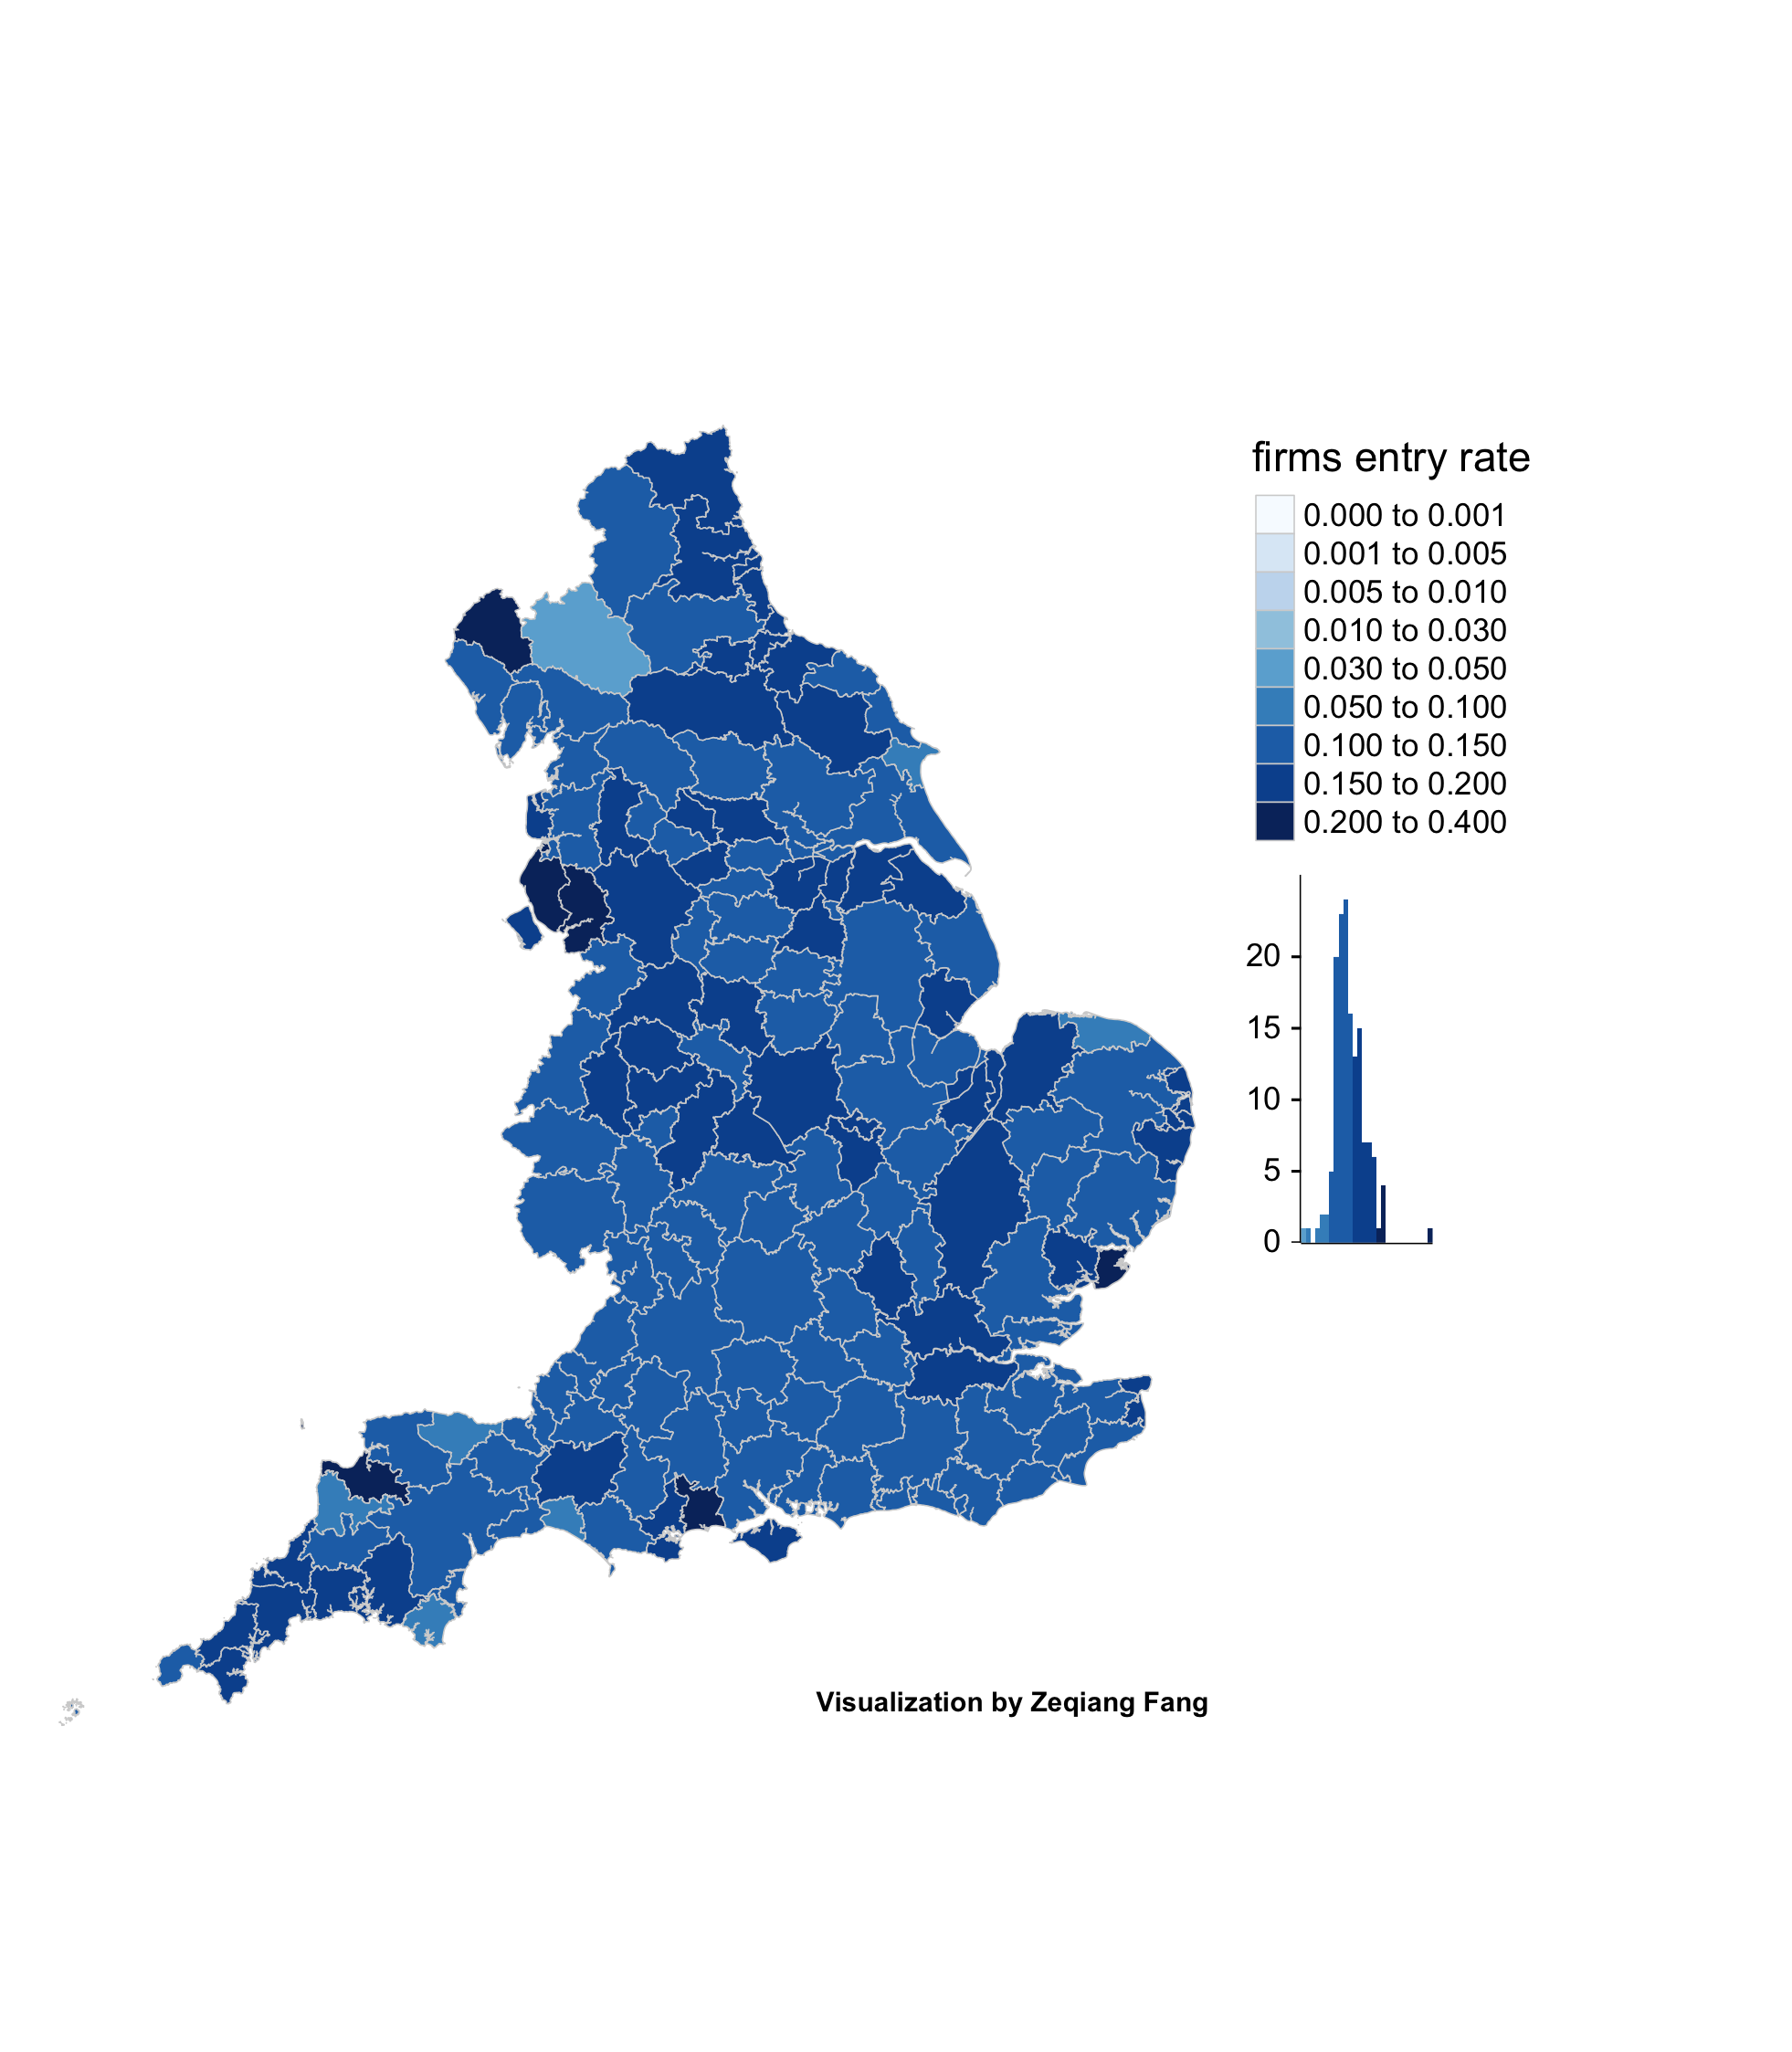 firms entry rate
0.000 to 0.001
0.001 to 0.005
0.005 to 0.010
0.010 to 0.030
0.030 to 0.050
0.050 to 0.100
0.100 to 0.150
0.150 to 0.200
0.200 to 0.400
20
15
10
5
0
Visualization by Zeqiang Fang